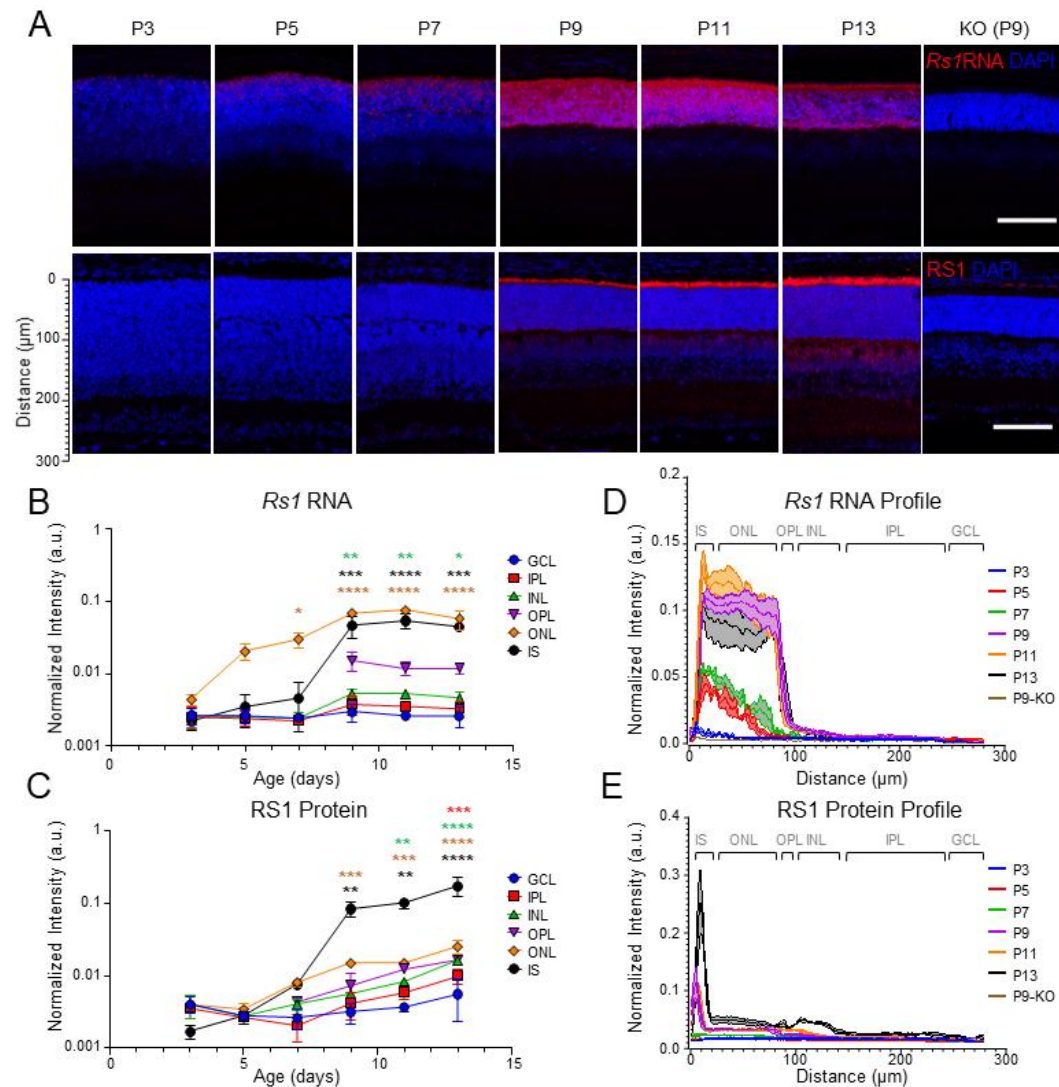 A
P3 P5 P7 P9 P11 P13 KO (P9)
Rs1RNA DAPI
RS1 DAPI
0
100
200
300
Distance (µm)
B
Rs1 RNA
Normalized Intensity (a.u.)
1
0.1
0.01
0.001
** ** *
*** **** ***
* **** **** ****
0 5 10 15
Age (days)
GCL
IPL
INL
OPL
ONL
IS
C
RS1 Protein
Normalized Intensity (a.u.)
1
0.1
0.01
0.001
***
** ****
*** *** ****
** ** ****
0 5 10 15
Age (days)
GCL
IPL
INL
OPL
ONL
IS
D
Rs1 RNA Profile
Normalized Intensity (a.u.)
0.2
0.15
0.1
0.05
0.0
IS ONL OPL INL IPL GCL
0 100 200 300
Distance (µm)
P3
P5
P7
P9
P11
P13
P9-KO
E
RS1 Protein Profile
Normalized Intensity (a.u.)
0.4
0.3
0.2
0.1
0.0
IS ONL OPL INL IPL GCL
0 100 200 300
Distance (µm)
P3
P5
P7
P9
P11
P13
P9-KO